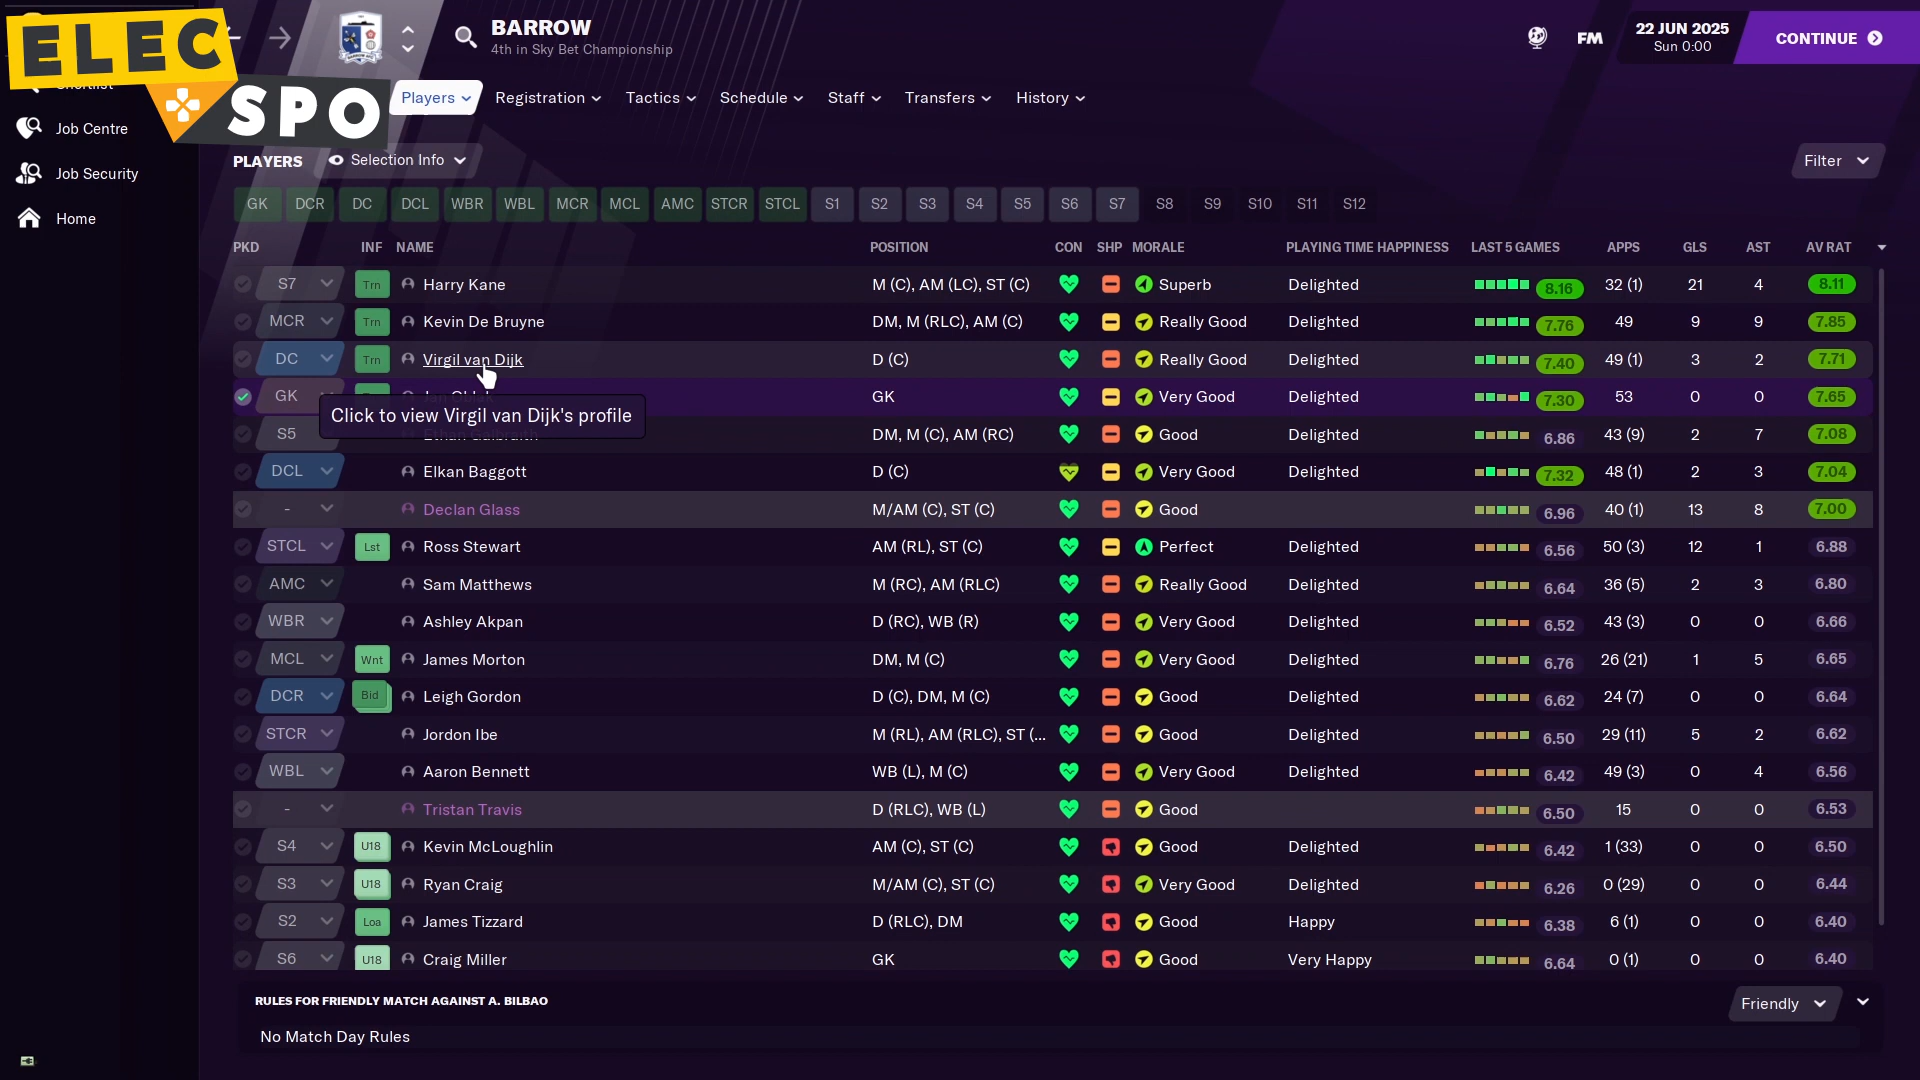 ELEC
SPO
BARROW
4th in Sky Bet Championship
FM
22 JUN 2025
Sun 0:00
CONTINUE
Shortlist
Job Centre
Job Security
Home
Players
Registration
Tactics
Schedule
Staff
Transfers
History
PLAYERS
Selection Info
Filter
GK DCR DC DCL WBR WBL MCR MCL AMC STCR STCL S1 S2 S3 S4 S5 S6 S7 S8 S9 S10 S11 S12
PKD INF NAME POSITION CON SHP MORALE PLAYING TIME HAPPINESS LAST 5 GAMES APPS GLS AST AV RAT
S7 Trn Harry Kane M (C), AM (LC), ST (C) Superb Delighted 8.16 32 (1) 21 4 8.11
MCR Trn Kevin De Bruyne DM, M (RLC), AM (C) Really Good Delighted 7.76 49 9 9 7.85
DC Trn Virgil van Dijk D (C) Really Good Delighted 7.40 49 (1) 3 2 7.71
GK Jan Oblak GK Very Good Delighted 7.30 53 0 0 7.65
Click to view Virgil van Dijk's profile
S5 Ethan Galbraith DM, M (C), AM (RC) Good Delighted 6.86 43 (9) 2 7 7.08
DCL Elkan Baggott D (C) Very Good Delighted 7.32 48 (1) 2 3 7.04
- Declan Glass M/AM (C), ST (C) Good 6.96 40 (1) 13 8 7.00
STCL Lst Ross Stewart AM (RL), ST (C) Perfect Delighted 6.56 50 (3) 12 1 6.88
AMC Sam Matthews M (RC), AM (RLC) Really Good Delighted 6.64 36 (5) 2 3 6.80
WBR Ashley Akpan D (RC), WB (R) Very Good Delighted 6.52 43 (3) 0 0 6.66
MCL Wnt James Morton DM, M (C) Very Good Delighted 6.76 26 (21) 1 5 6.65
DCR Bid Leigh Gordon D (C), DM, M (C) Good Delighted 6.62 24 (7) 0 0 6.64
STCR Jordon Ibe M (RL), AM (RLC), ST (... Good Delighted 6.50 29 (11) 5 2 6.62
WBL Aaron Bennett WB (L), M (C) Very Good Delighted 6.42 49 (3) 0 4 6.56
- Tristan Travis D (RLC), WB (L) Good 6.50 15 0 0 6.53
S4 U18 Kevin McLoughlin AM (C), ST (C) Good Delighted 6.42 1 (33) 0 0 6.50
S3 U18 Ryan Craig M/AM (C), ST (C) Very Good Delighted 6.26 0 (29) 0 0 6.44
S2 Loa James Tizzard D (RLC), DM Good Happy 6.38 6 (1) 0 0 6.40
S6 U18 Craig Miller GK Good Very Happy 6.64 0 (1) 0 0 6.40
RULES FOR FRIENDLY MATCH AGAINST A. BILBAO
Friendly
No Match Day Rules